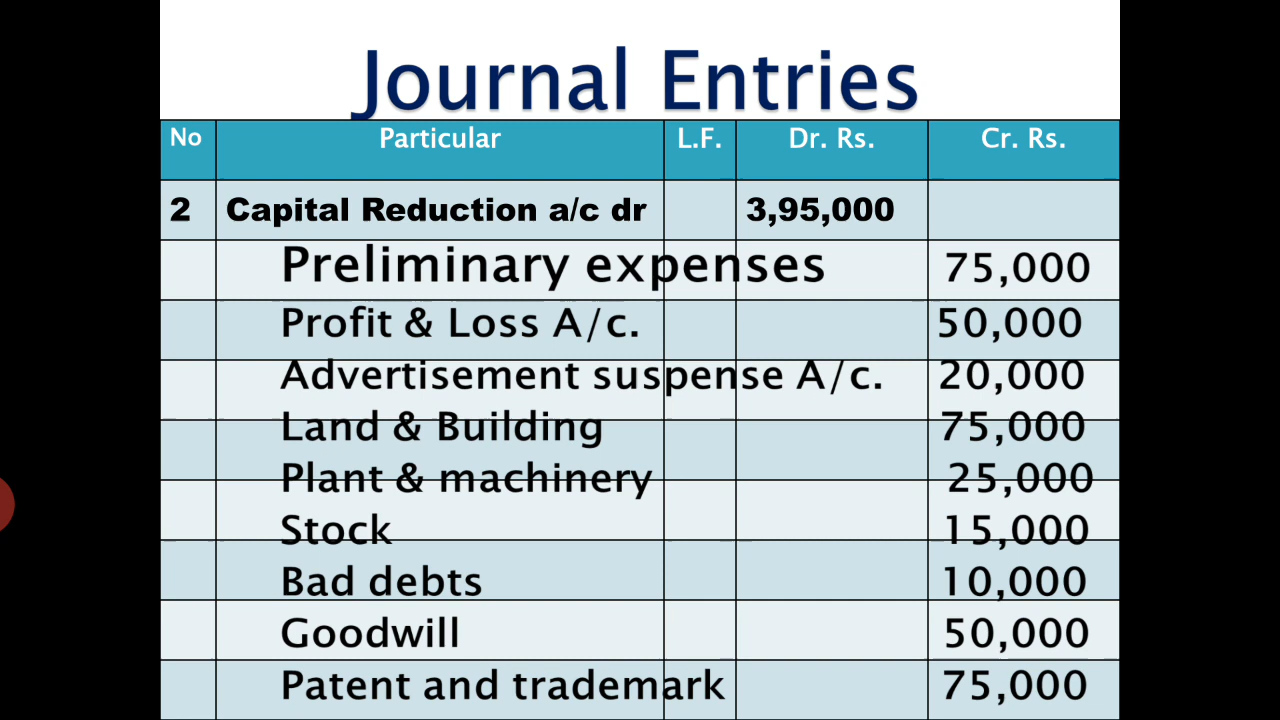 Journal Entries
No Particular L.F. Dr. Rs. Cr. Rs.
2 Capital Reduction a/c dr 3,95,000
Preliminary expenses 75,000
Profit & Loss A/c. 50,000
Advertisement suspense A/c. 20,000
Land & Building 75,000
Plant & machinery 25,000
Stock 15,000
Bad debts 10,000
Goodwill 50,000
Patent and trademark 75,000